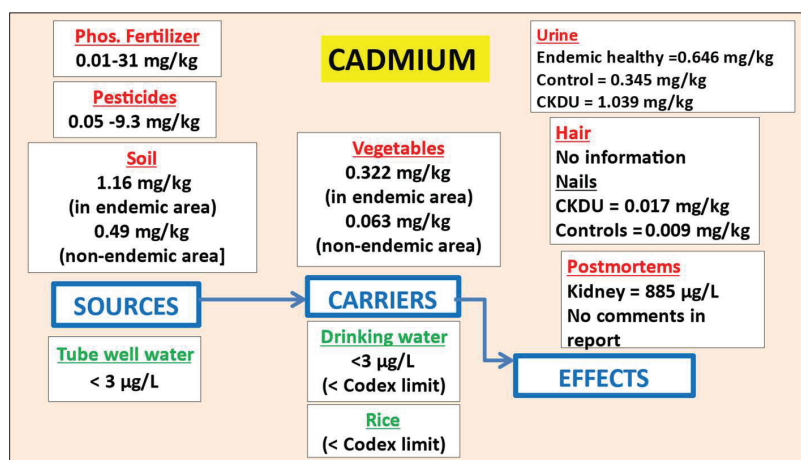 Phos. Fertilizer
0.01-31 mg/kg
Pesticides
0.05 -9.3 mg/kg
Soil
1.16 mg/kg
(in endemic area)
0.49 mg/kg
(non-endemic area]
SOURCES
Tube well water
< 3 µg/L
CADMIUM
Vegetables
0.322 mg/kg
(in endemic area)
0.063 mg/kg
(non-endemic area)
CARRIERS
Drinking water
<3 µg/L
(< Codex limit)
Rice
(< Codex limit)
Urine
Endemic healthy =0.646 mg/kg
Control = 0.345 mg/kg
CKDU = 1.039 mg/kg
Hair
No information
Nails
CKDU = 0.017 mg/kg
Controls = 0.009 mg/kg
Postmortems
Kidney = 885 µg/L
No comments in
report
EFFECTS